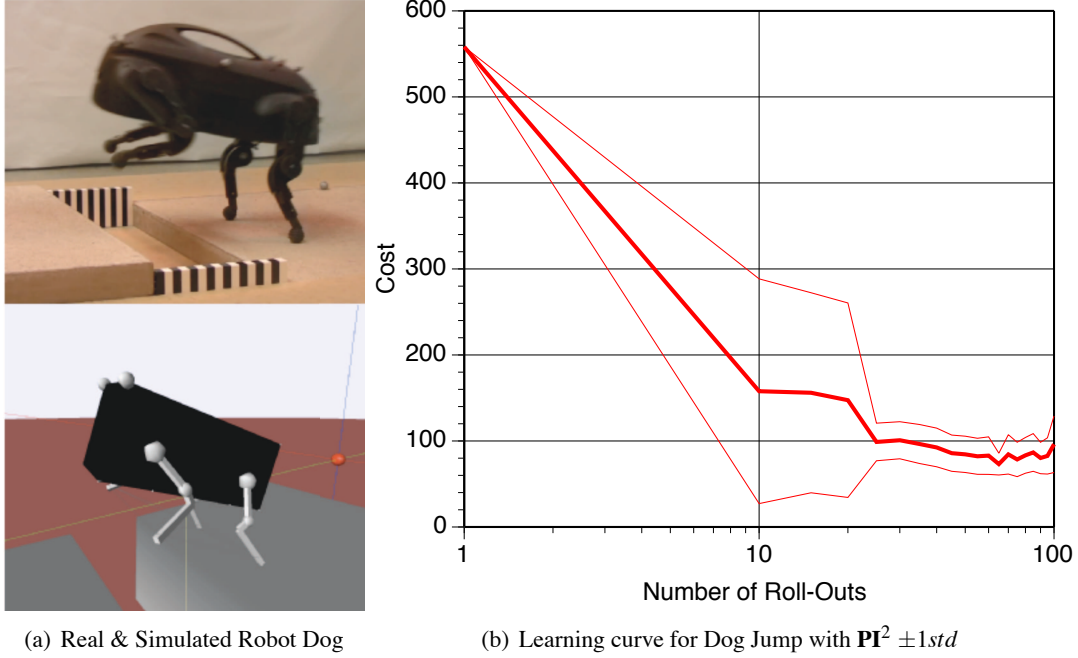 600
500
400
300
200
100
0
Cost
1
10
100
Number of Roll-Outs
(a) Real & Simulated Robot Dog
(b) Learning curve for Dog Jump with PI² ±1std